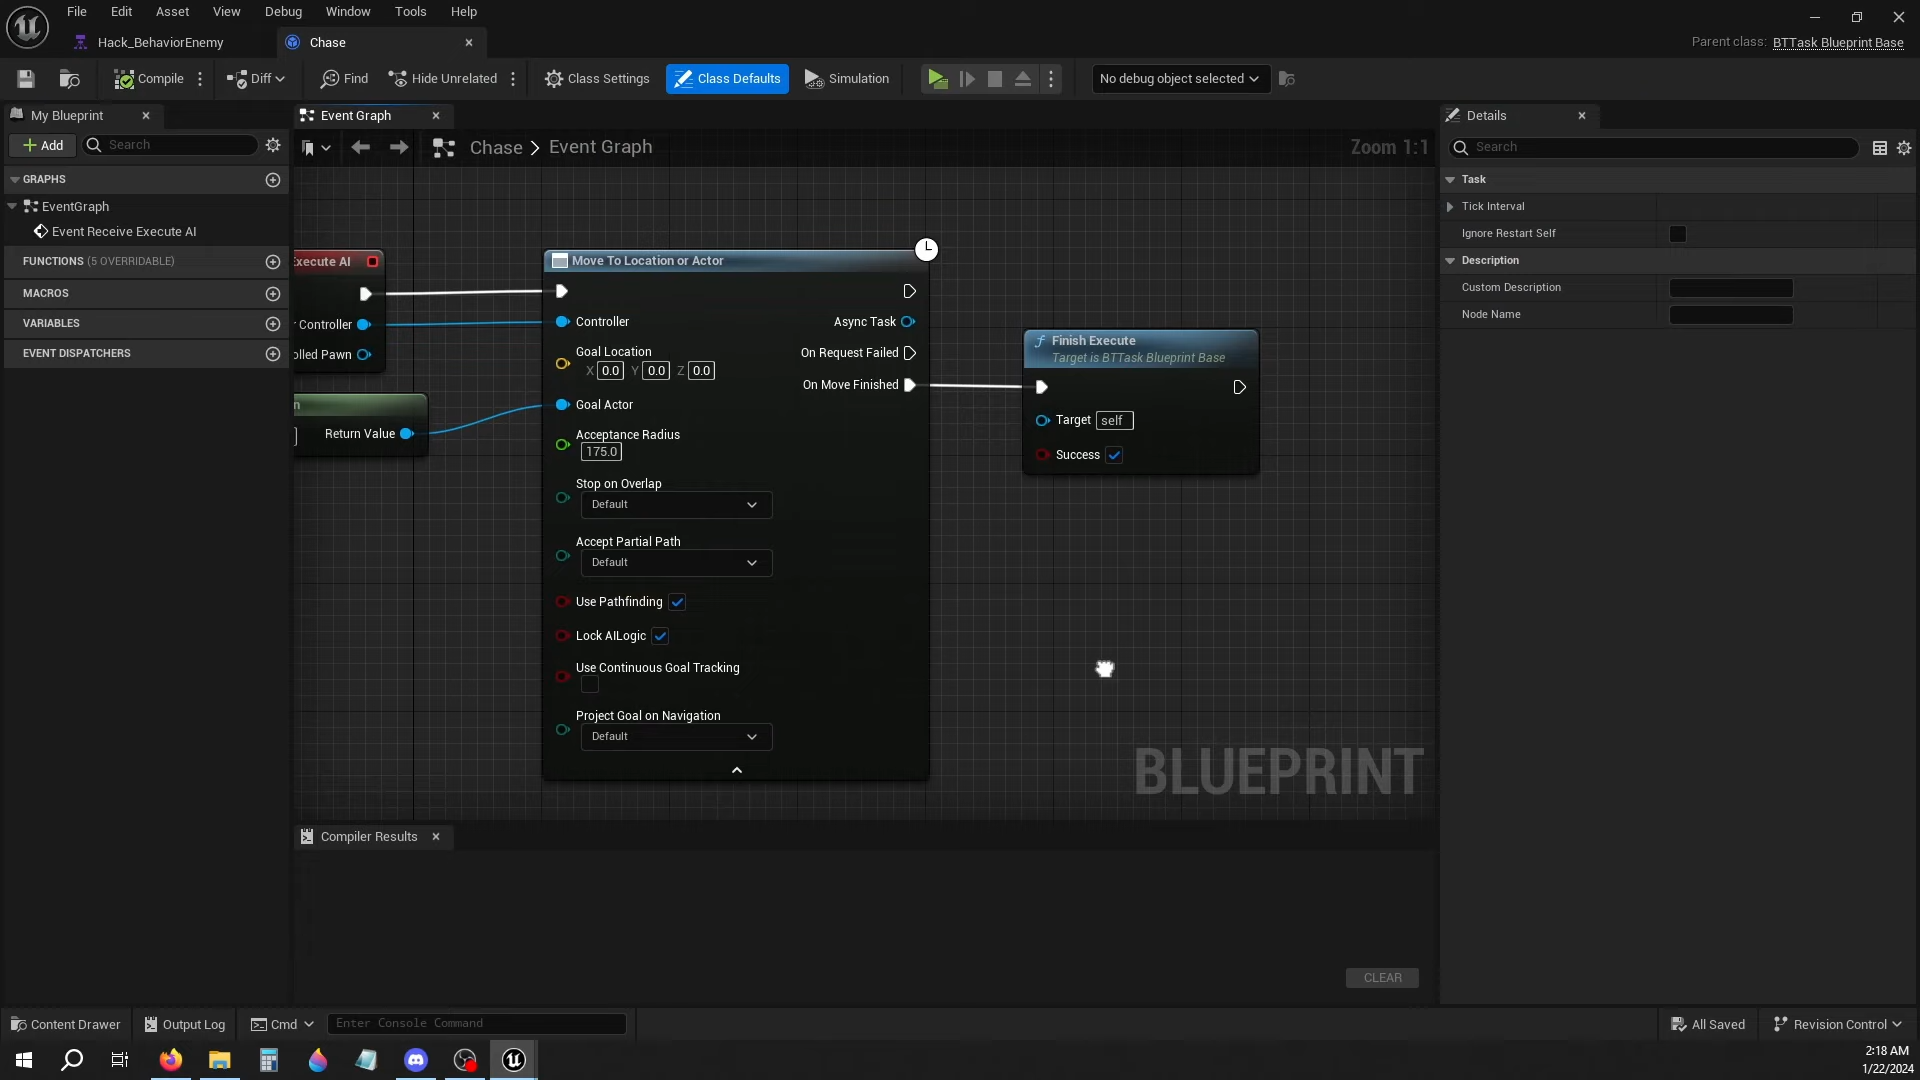 File Edit Asset View Debug Window Tools Help
Hack_BehaviorEnemy
Chase
Parent class: BTTask Blueprint Base
Compile
Diff
Find
Hide Unrelated
Class Settings
Class Defaults
Simulation
No debug object selected
My Blueprint
Event Graph
Details
Add
Search
Chase > Event Graph
Zoom 1:1
Search
GRAPHS
EventGraph
Event Receive Execute AI
FUNCTIONS (5 OVERRIDABLE)
MACROS
VARIABLES
EVENT DISPATCHERS
Execute AI
Controller
olled Pawn
n
Return Value
Move To Location or Actor
Controller
Async Task
Goal Location
X 0.0 Y 0.0 Z 0.0
On Request Failed
On Move Finished
Goal Actor
Acceptance Radius
175.0
Stop on Overlap
Default
Accept Partial Path
Default
Use Pathfinding
Lock AILogic
Use Continuous Goal Tracking
Project Goal on Navigation
Default
Finish Execute
Target is BTTask Blueprint Base
Target self
Success
BLUEPRINT
Task
Tick Interval
Ignore Restart Self
Description
Custom Description
Node Name
Compiler Results
CLEAR
Content Drawer
Output Log
Cmd
Enter Console Command
All Saved
Revision Control
2:18 AM
1/22/2024